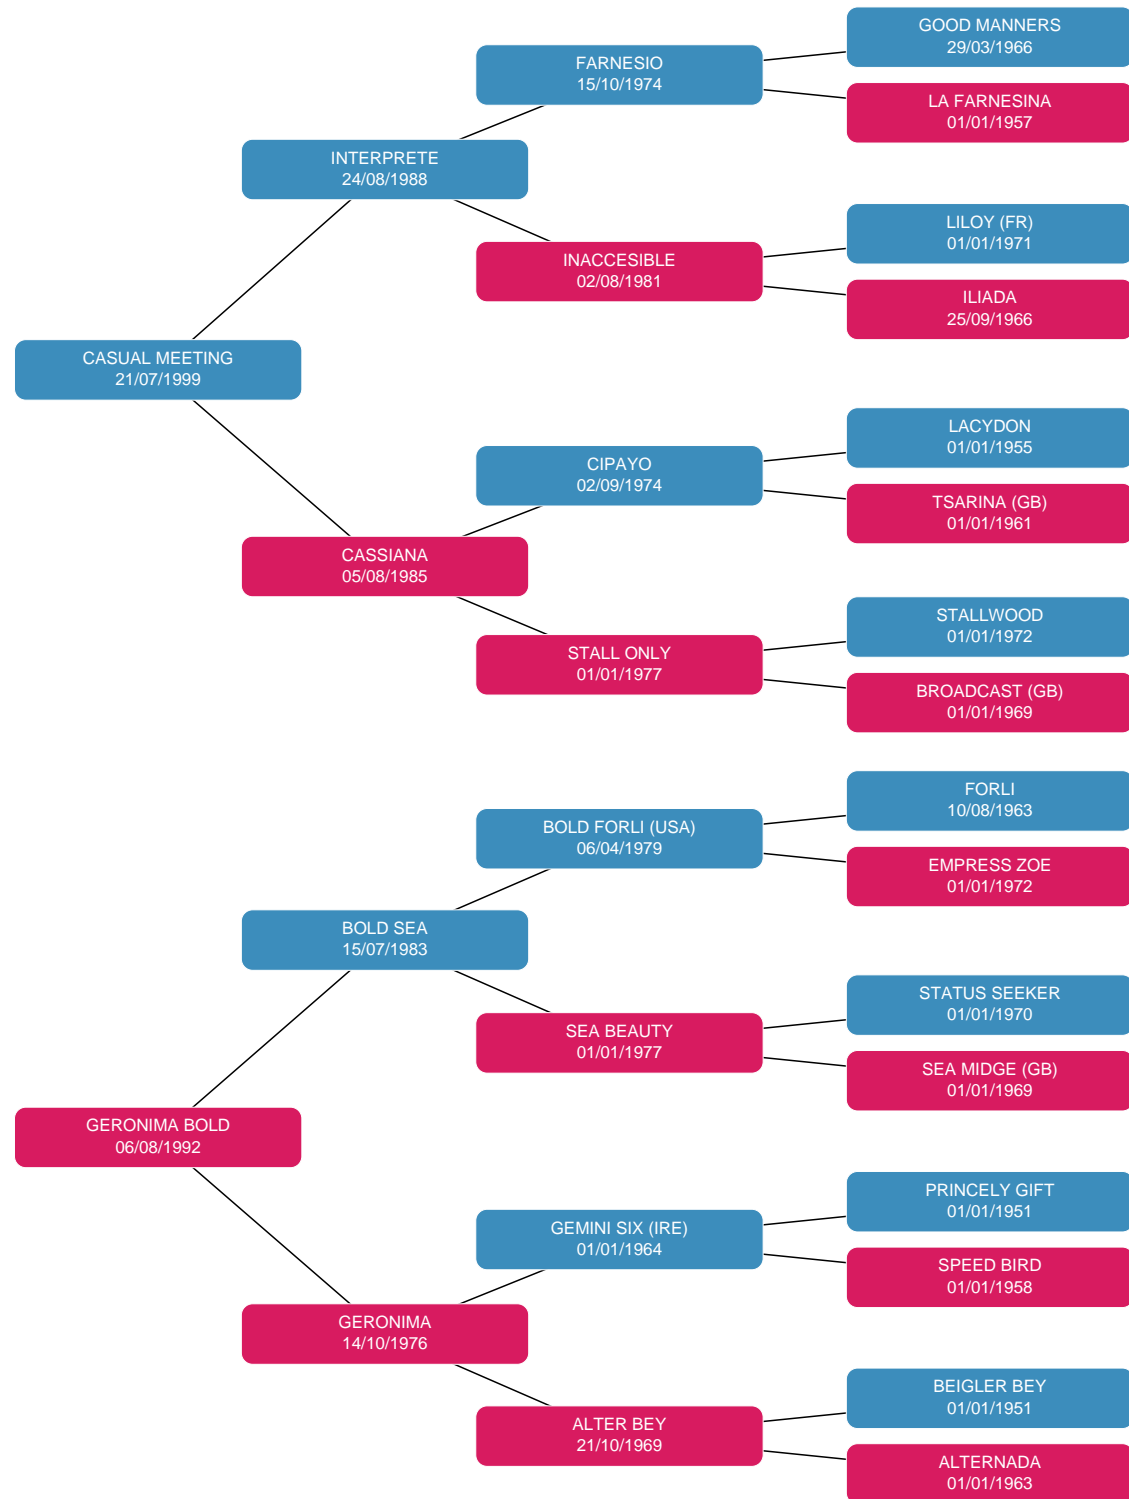 GOOD MANNERS
29/03/1966
FARNESIO
15/10/1974
LA FARNESINA
01/01/1957
INTERPRETE
24/08/1988
LILOY (FR)
01/01/1971
INACCESIBLE
02/08/1981
ILIADA
25/09/1966
CASUAL MEETING
21/07/1999
LACYDON
01/01/1955
CIPAYO
02/09/1974
TSARINA (GB)
01/01/1961
CASSIANA
05/08/1985
STALLWOOD
01/01/1972
STALL ONLY
01/01/1977
BROADCAST (GB)
01/01/1969
FORLI
10/08/1963
BOLD FORLI (USA)
06/04/1979
EMPRESS ZOE
01/01/1972
BOLD SEA
15/07/1983
STATUS SEEKER
01/01/1970
SEA BEAUTY
01/01/1977
SEA MIDGE (GB)
01/01/1969
GERONIMA BOLD
06/08/1992
PRINCELY GIFT
01/01/1951
GEMINI SIX (IRE)
01/01/1964
SPEED BIRD
01/01/1958
GERONIMA
14/10/1976
BEIGLER BEY
01/01/1951
ALTER BEY
21/10/1969
ALTERNADA
01/01/1963